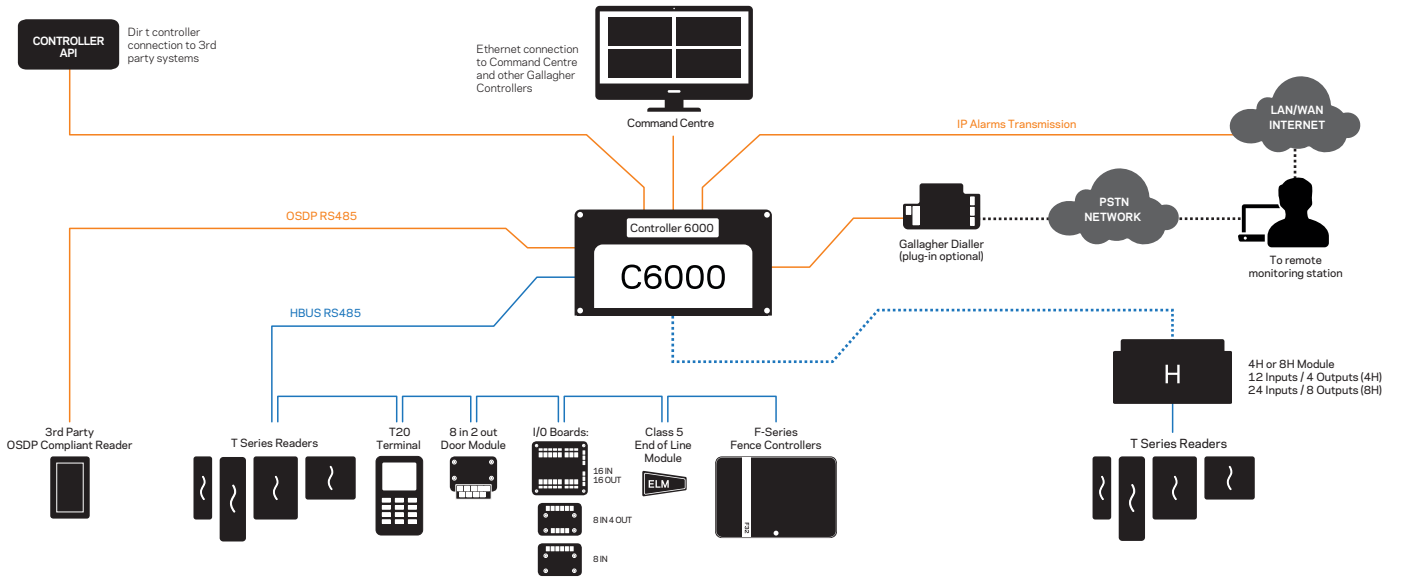 CONTROLLER
API
Dir t controller
connection to 3rd
party systems
Ethernet connection
to Command Centre
and other Gallagher
Controllers
Command Centre
IP Alarms Transmission
LAN/WAN
INTERNET
OSDP RS485
Controller 6000
C6000
Gallagher Dialler
(plug-in optional)
PSTN
NETWORK
To remote
monitoring station
HBUS RS485
H
4H or 8H Module
12 Inputs / 4 Outputs (4H)
24 Inputs / 8 Outputs (8H)
3rd Party
OSDP Compliant Reader
T Series Readers
T20
Terminal
8 in 2 out
Door Module
I/0 Boards:
16 IN
16 OUT
8 IN 4 OUT
8 IN
Class 5
End of Line
Module
ELM
F-Series
Fence Controllers
F32
T Series Readers